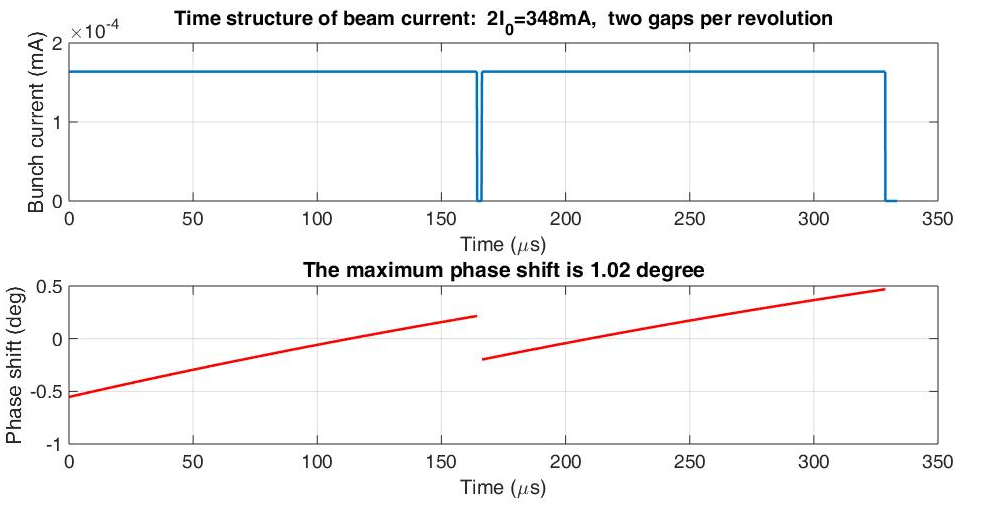 Time structure of beam current: 2I0=348mA, two gaps per revolution
×10-4
Bunch current (mA)
2
1
0
0 50 100 150 200 250 300 350
Time (μs)
The maximum phase shift is 1.02 degree
Phase shift (deg)
0.5
0
-0.5
-1
0 50 100 150 200 250 300 350
Time (μs)